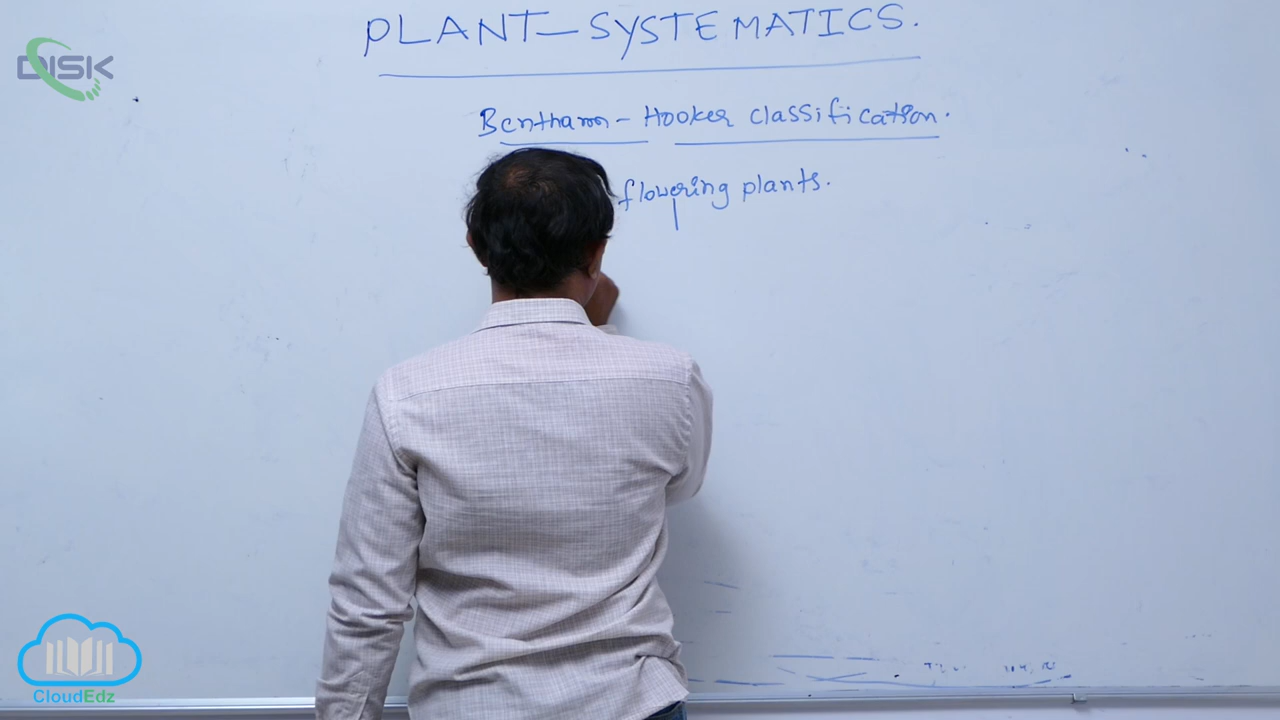 PLANT-SYSTEMATICS.
DISK
Bentham - Hooker classification.
flowering plants.
CloudEdz